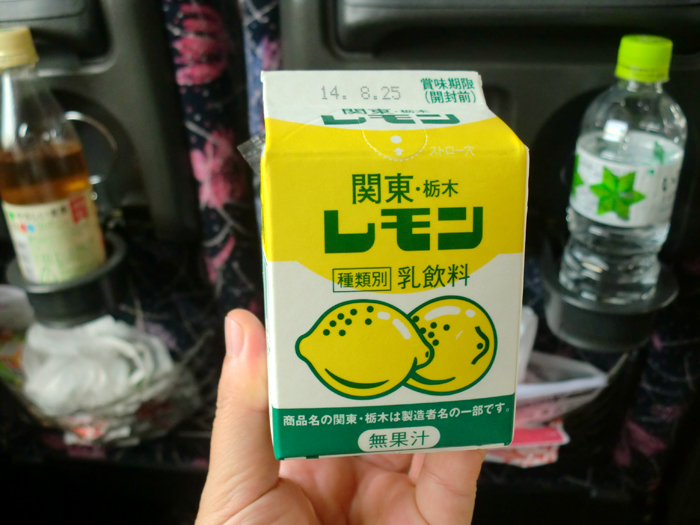 14. 8.25
賞味期限
(開封前)
関東・栃木
レモン
ストロー穴
関東・栃木
レモン
種類別 乳飲料
商品名の関東・栃木は製造者名の一部です。
無果汁